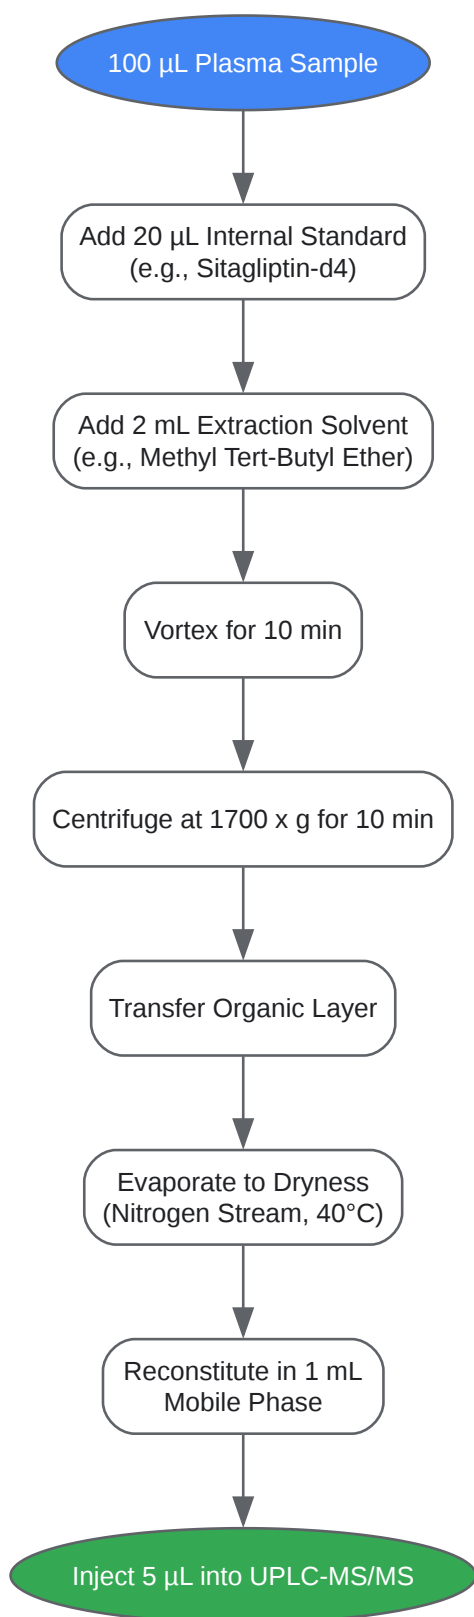 100 µL Plasma Sample
Add 20 µL Internal Standard
(e.g., Sitagliptin-d4)
Add 2 mL Extraction Solvent
(e.g., Methyl Tert-Butyl Ether)
Vortex for 10 min
Centrifuge at 1700 x g for 10 min
Transfer Organic Layer
Evaporate to Dryness
(Nitrogen Stream, 40°C)
Reconstitute in 1 mL
Mobile Phase
Inject 5 µL into UPLC-MS/MS